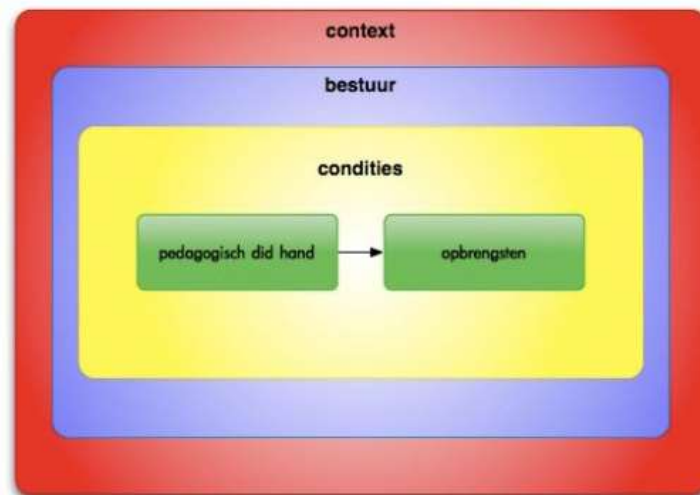 context
bestuur
condities
pedagogisch did hand
opbrengsten